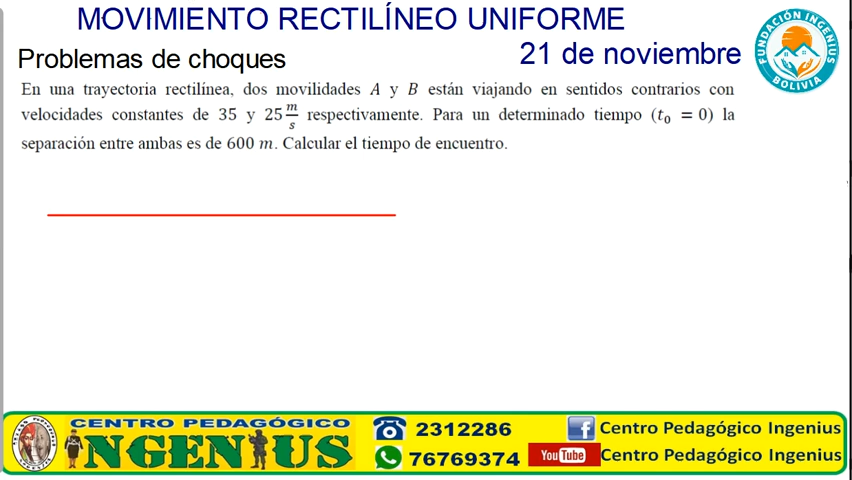 MOVIMIENTO RECTILÍNEO UNIFORME
Problemas de choques
21 de noviembre
FUNDACIÓN INGENIUS
BOLIVIA
En una trayectoria rectilínea, dos movilidades A y B están viajando en sentidos contrarios con
velocidades constantes de 35 y 25 m/s respectivamente. Para un determinado tiempo (t₀ = 0) la
separación entre ambas es de 600 m. Calcular el tiempo de encuentro.
CENTRO PEDAGÓGICO
INGENIUS
2312286
76769374
Centro Pedagógico Ingenius
YouTube Centro Pedagógico Ingenius